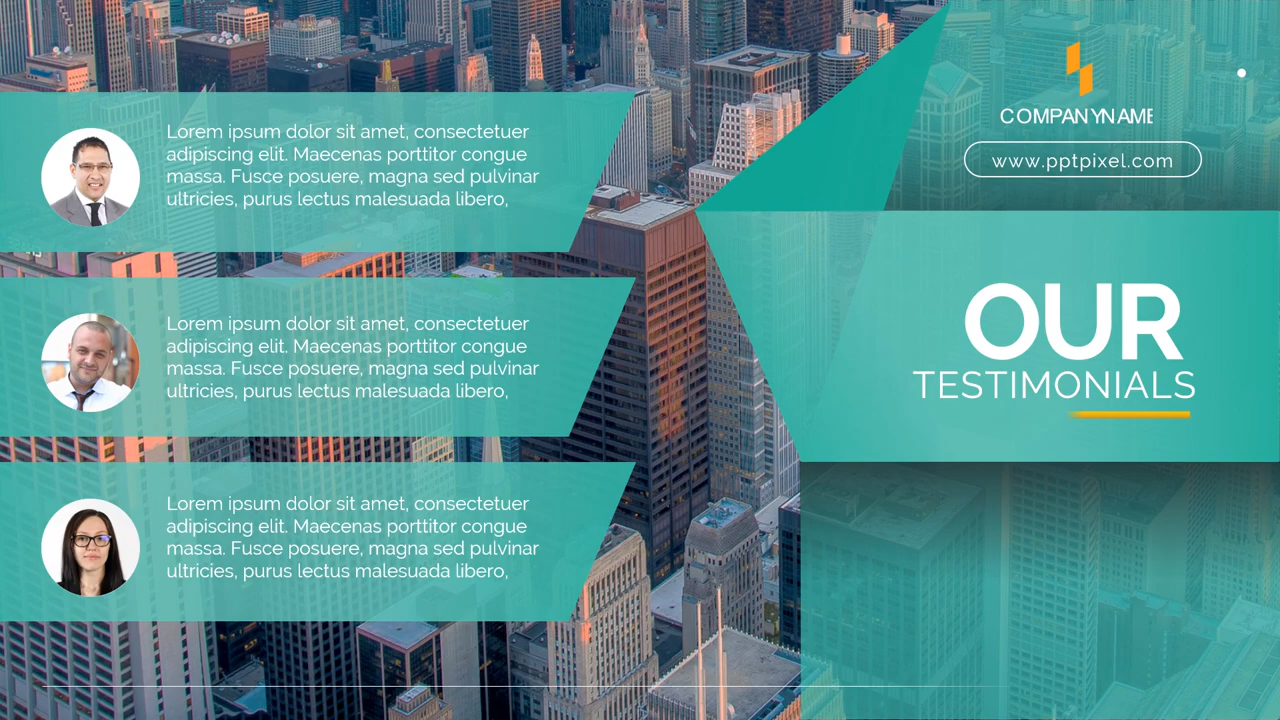 Lorem ipsum dolor sit amet, consectetuer
adipiscing elit. Maecenas porttitor congue
massa. Fusce posuere, magna sed pulvinar
ultricies, purus lectus malesuada libero,
Lorem ipsum dolor sit amet, consectetuer
adipiscing elit. Maecenas porttitor congue
massa. Fusce posuere, magna sed pulvinar
ultricies, purus lectus malesuada libero,
Lorem ipsum dolor sit amet, consectetuer
adipiscing elit. Maecenas porttitor congue
massa. Fusce posuere, magna sed pulvinar
ultricies, purus lectus malesuada libero,
COMPANYNAME
www.pptpixel.com
OUR
TESTIMONIALS